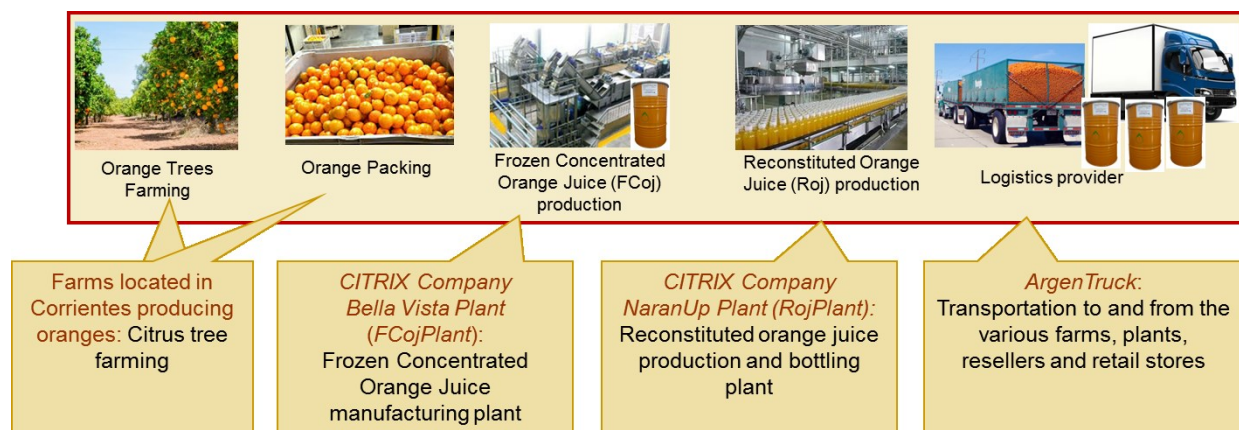 Orange Trees
Farming
Orange Packing
Frozen Concentrated
Orange Juice (FCoj)
production
Reconstituted Orange
Juice (Roj) production
Logistics provider
Farms located in
Corrientes producing
oranges: Citrus tree
farming
CITRIX Company
Bella Vista Plant
(FCojPlant):
Frozen Concentrated
Orange Juice
manufacturing plant
CITRIX Company
NaranUp Plant (RojPlant):
Reconstituted orange juice
production and bottling
plant
ArgenTruck:
Transportation to and from the
various farms, plants,
resellers and retail stores